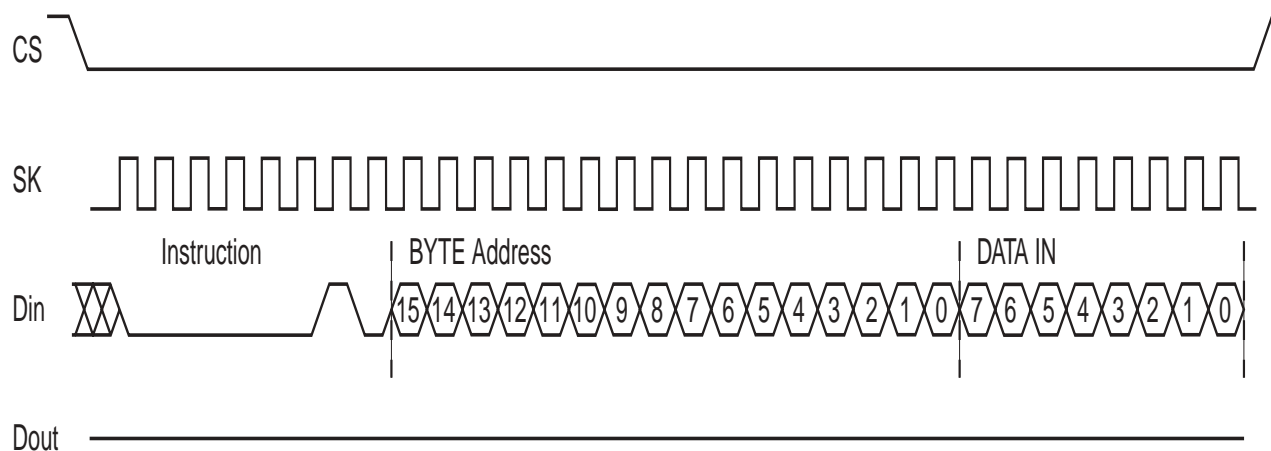 CS
SK
Instruction BYTE Address DATA IN
Din 15 14 13 12 11 10 9 8 7 6 5 4 3 2 1 0 7 6 5 4 3 2 1 0
Dout